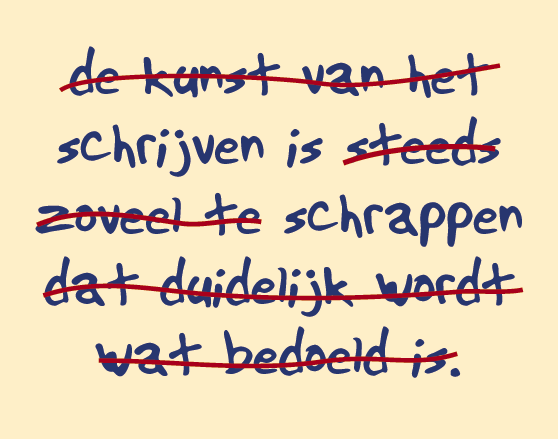 de kunst van het
schrijven is steeds
zoveel te schrappen
dat duidelijk wordt
wat bedoeld is.